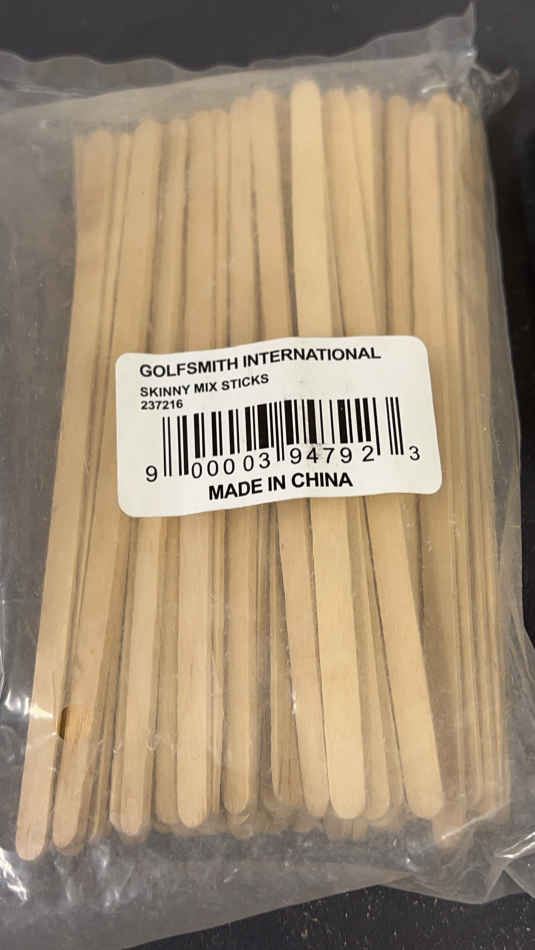 GOLFSMITH INTERNATIONAL
SKINNY MIX STICKS
237216
9 00003 94792 3
MADE IN CHINA